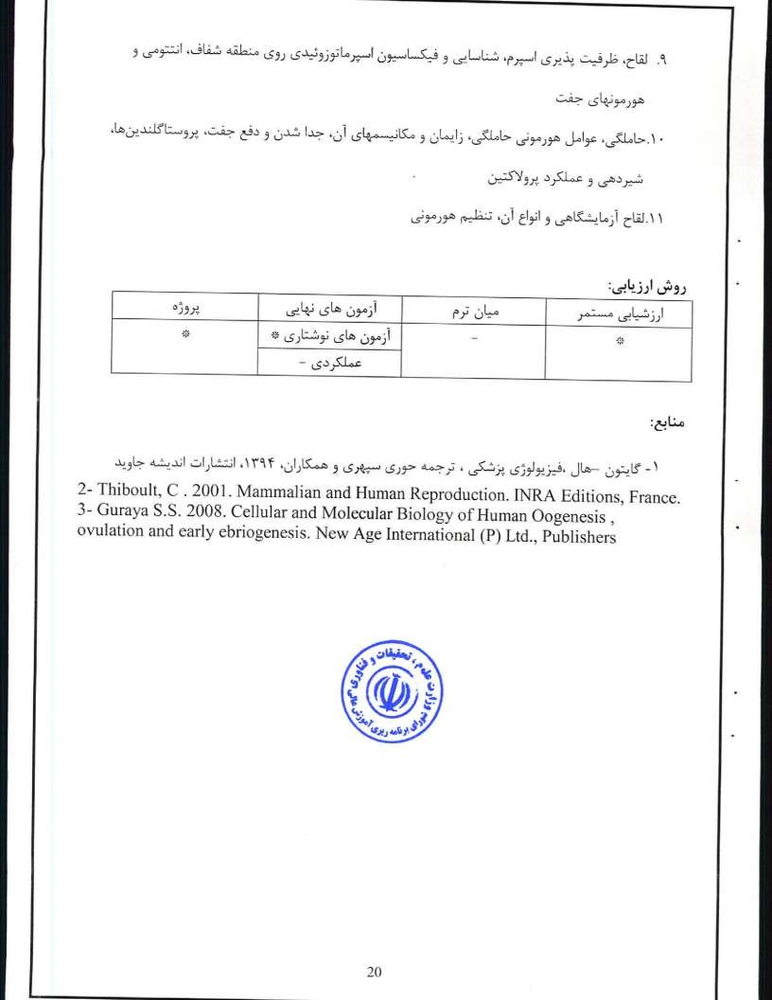 ۹. لقاح، ظرفیت پذیری اسپرم، شناسایی و فیکساسیون اسپرماتوزوئیدی روی منطقه شفاف، انتتومی و
هورمونهای جفت
۱۰.حاملگی، عوامل هورمونی حاملگی، زایمان و مکانیسمهای آن، جدا شدن و دفع جفت، پروستاگلندین‌ها،
شیردهی و عملکرد پرولاکتین
۱۱.لقاح آزمایشگاهی و انواع آن، تنظیم هورمونی
روش ارزیابی:
ارزشیابی مستمر میان ترم آزمون های نهایی پروژه
* - آزمون های نوشتاری * *
عملکردی -
منابع:
۱- گایتون –هال ،فیزیولوژی پزشکی ، ترجمه حوری سپهری و همکاران، ۱۳۹۴، انتشارات اندیشه جاوید
2- Thiboult, C . 2001. Mammalian and Human Reproduction. INRA Editions, France.
3- Guraya S.S. 2008. Cellular and Molecular Biology of Human Oogenesis ,
ovulation and early ebriogenesis. New Age International (P) Ltd., Publishers
وزارت علوم، تحقیقات و فناوری
شورای برنامه ریزی آموزش عالی
20